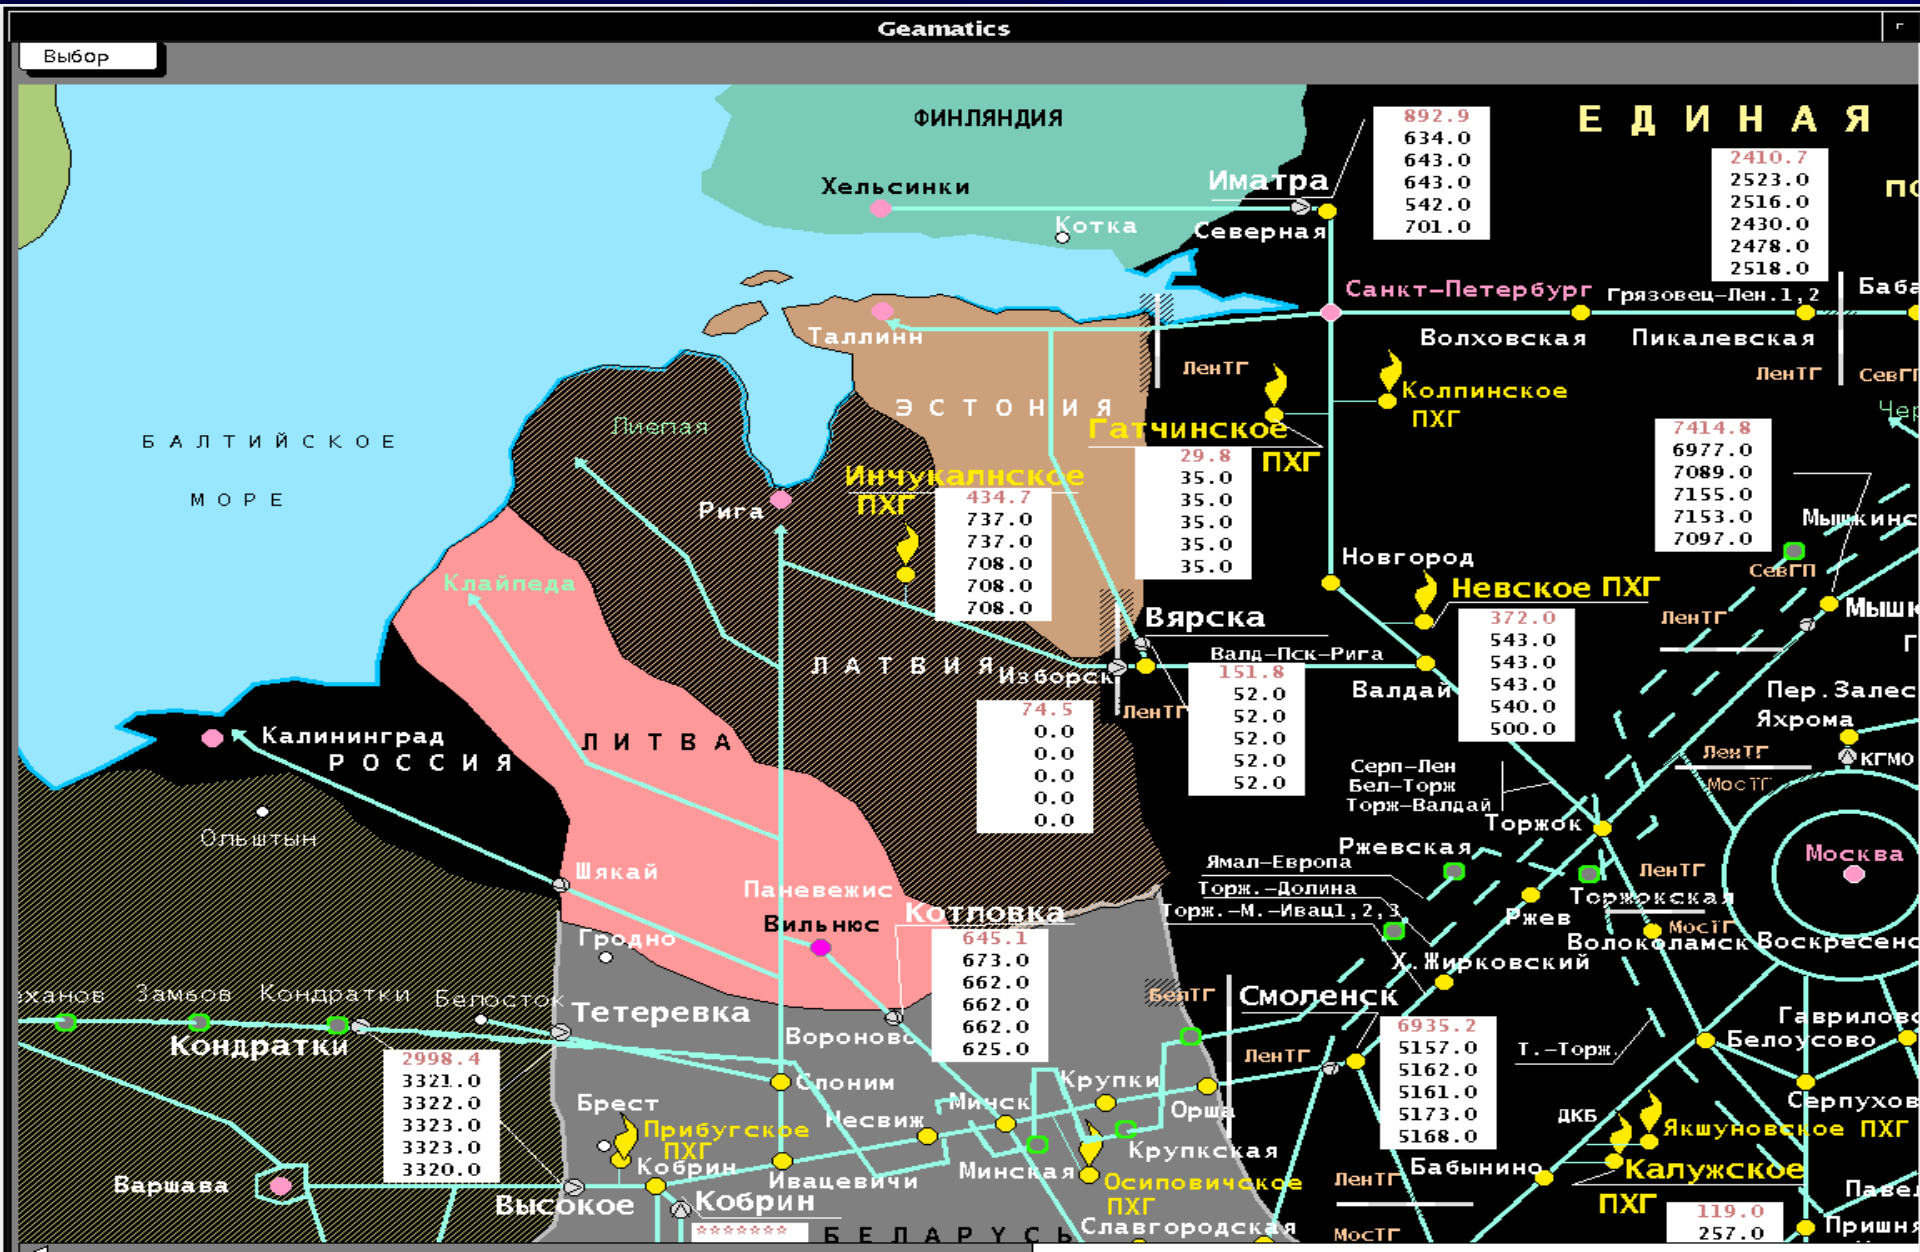 Geamatics
Выбор
ФИНЛЯНДИЯ
ЕДИНАЯ
892.9
634.0
643.0
643.0
542.0
701.0
2410.7
2523.0
2516.0
2430.0
2478.0
2518.0
Хельсинки
Иматра
Котка
Северная
Санкт-Петербург
Грязовец-Лен.1,2
Таллинн
Волховская
Пикалевская
ЛенТГ
ЛенТГ
Колпинское
ПХГ
ЭСТОНИЯ
Лиепая
Гатчинское
ПХГ
29.8
35.0
35.0
35.0
35.0
35.0
7414.8
6977.0
7089.0
7155.0
7153.0
7097.0
БАЛТИЙСКОЕ
МОРЕ
Инчукалнское
ПХГ
434.7
737.0
737.0
708.0
708.0
708.0
Рига
Новгород
СевГП
Клайпеда
Невское ПХГ
372.0
543.0
543.0
543.0
540.0
500.0
Вярска
ЛенТГ
Валд-Пск-Рига
ЛАТВИЯ
Изборск
151.8
52.0
52.0
52.0
52.0
52.0
Валдай
74.5
0.0
0.0
0.0
0.0
0.0
ЛенТГ
Яхрома
Калининград
РОССИЯ
ЛИТВА
ЛенТГ
КГМО
МосТГ
Серп-Лен
Бел-Торж
Торж-Валдай
Торжок
Ольштын
Ржевская
Москва
Ямал-Европа
Шякай
ЛенТГ
Паневежис
Торж.-Долина
Торжокская
Котловка
Торж.-М.-Ивац1,2,3
Ржев
Вильнюс
МосТГ
645.1
673.0
662.0
662.0
662.0
625.0
Гродно
Волоколамск
Х.Жирковский
Замбов
Кондратки
Белосток
БелТГ
Смоленск
Тетеревка
Вороново
6935.2
5157.0
5162.0
5161.0
5173.0
5168.0
Кондратки
2998.4
3321.0
3322.0
3323.0
3323.0
3320.0
ЛенТГ
Т.-Торж.
Белоусово
Слоним
Крупки
Брест
Минск
Орша
ДКБ
Несвиж
Прибугское
ПХГ
Якшуновское ПХГ
Крупкская
Кобрин
Минская
Бабынино
Калужское
ПХГ
Варшава
Ивацевичи
Осиповичское
ПХГ
ЛенТГ
Высокое
Кобрин
119.0
257.0
*******
БЕЛАРУСЬ
Славгородская
МосТГ